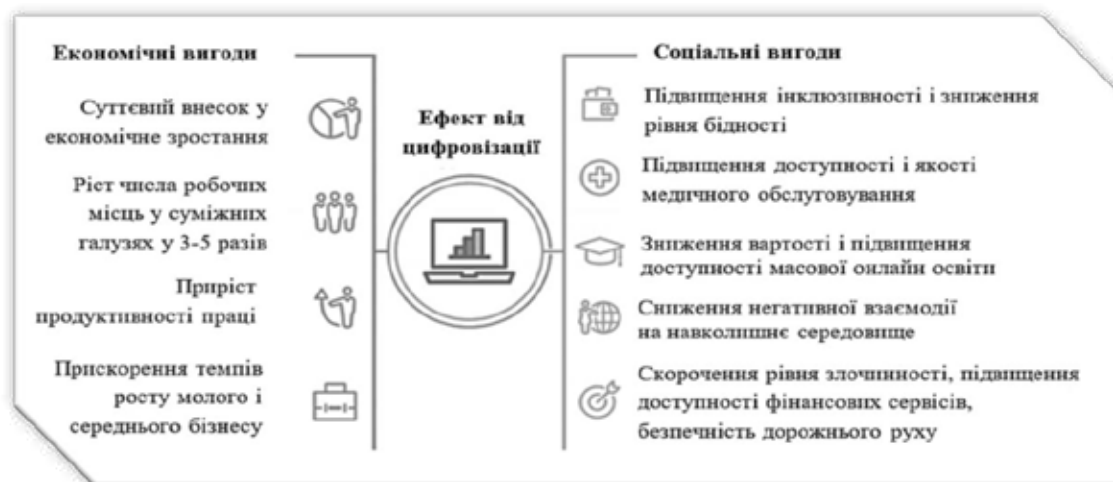 Економічні вигоди
Суттєвий внесок у
економічне зростання
Ріст числа робочих
місць у суміжних
галузях у 3-5 разів
Приріст
продуктивності праці
Прискорення темпів
росту молого і
середнього бізнесу
Ефект від
цифровізації
Соціальні вигоди
Підвищення інклюзивності і зниження
рівня бідності
Підвищення доступності і якості
медичного обслуговування
Зниження вартості і підвищення
доступності масової онлайн освіти
Сниження негативної взаємодії
на навколишнє середовище
Скорочення рівня злочинності, підвищення
доступності фінансових сервісів,
безпечність дорожнього руху